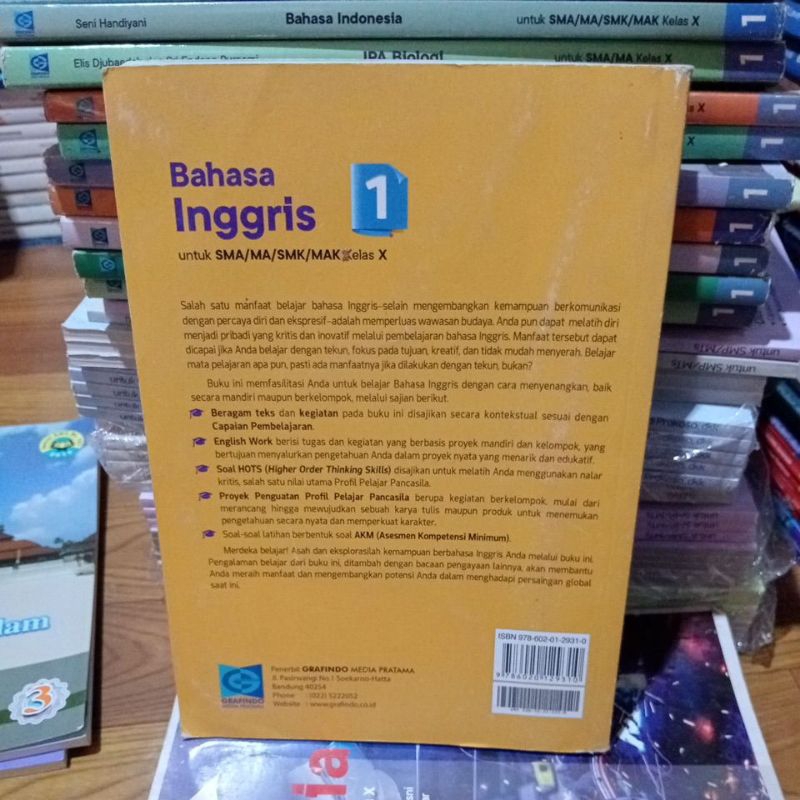 Seni Handiyani Bahasa Indonesia untuk SMA/MA/SMK/MAK Kelas X 1
GRAFINDO
Elis IPA Biologi untuk SMA/MA Kelas X 1
Bahasa
Inggris 1
untuk SMA/MA/SMK/MAK Kelas X
Salah satu manfaat belajar bahasa Inggris–selain mengembangkan kemampuan berkomunikasi
dengan percaya diri dan ekspresif–adalah memperluas wawasan budaya. Anda pun dapat melatih diri
menjadi pribadi yang kritis dan inovatif melalui pembelajaran bahasa Inggris. Manfaat tersebut dapat
dicapai jika Anda belajar dengan tekun, fokus pada tujuan, kreatif, dan tidak mudah menyerah. Belajar
mata pelajaran apa pun, pasti ada manfaatnya jika dilakukan dengan tekun, bukan?
Buku ini memfasilitasi Anda untuk belajar Bahasa Inggris dengan cara menyenangkan, baik
secara mandiri maupun berkelompok, melalui sajian berikut.
Beragam teks dan kegiatan pada buku ini disajikan secara kontekstual sesuai dengan
Capaian Pembelajaran.
English Work berisi tugas dan kegiatan yang berbasis proyek mandiri dan kelompok, yang
bertujuan menyalurkan pengetahuan Anda dalam proyek nyata yang menarik dan edukatif.
Soal HOTS (Higher Order Thinking Skills) disajikan untuk melatih Anda menggunakan nalar
kritis, salah satu nilai utama Profil Pelajar Pancasila.
Proyek Penguatan Profil Pelajar Pancasila berupa kegiatan berkelompok, mulai dari
merancang hingga mewujudkan sebuah karya tulis maupun produk untuk menemukan
pengetahuan secara nyata dan memperkuat karakter.
Soal-soal latihan berbentuk soal AKM (Asesmen Kompetensi Minimum).
Merdeka belajar! Asah dan eksplorasilah kemampuan berbahasa Inggris Anda melalui buku ini.
Pengalaman belajar dari buku ini, ditambah dengan bacaan pengayaan lainnya, akan membantu
Anda meraih manfaat dan mengembangkan potensi Anda dalam menghadapi persaingan global
saat ini.
ISBN 978-602-01-2931-0
9 786020 129310
GRAFINDO
MEDIA PRATAMA
Penerbit GRAFINDO MEDIA PRATAMA
Jl. Pasirwangi No.1 Soekarno-Hatta
Bandung 40254
Phone : (022) 5222052
Website : www.grafindo.co.id
untuk SMP/MTs
3